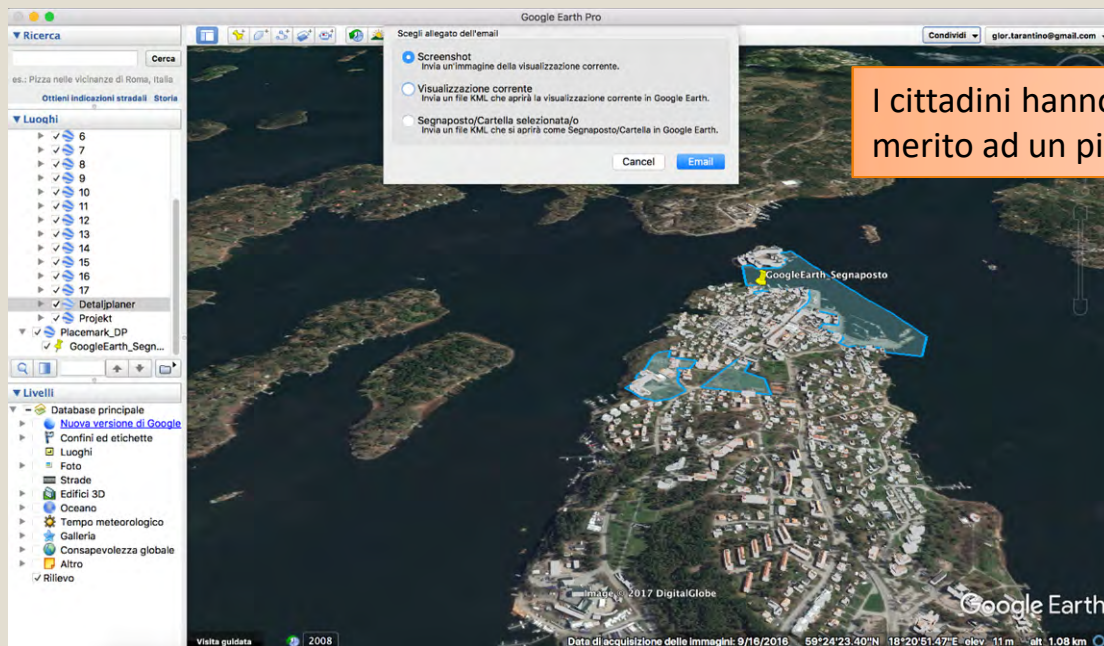 Google Earth Pro
Ricerca
Cerca
es.: Pizza nelle vicinanze di Roma, Italia
Ottieni indicazioni stradali Storia
Luoghi
6
7
8
9
10
11
12
13
14
15
16
17
Detaljplaner
Projekt
Placemark_DP
GoogleEarth_Segn...
Livelli
Database principale
Nuova versione di Google
Confini ed etichette
Luoghi
Foto
Strade
Edifici 3D
Oceano
Tempo meteorologico
Galleria
Consapevolezza globale
Altro
Rilievo
Scegli allegato dell'email
Screenshot
Invia un'immagine della visualizzazione corrente.
Visualizzazione corrente
Invia un file KML che aprirà la visualizzazione corrente in Google Earth.
Segnaposto/Cartella selezionata/o
Invia un file KML che si aprirà come Segnaposto/Cartella in Google Earth.
Cancel Email
Condividi glor.tarantino@gmail.com
I cittadini hanno
merito ad un pi
GoogleEarth_Segnaposto
Image © 2017 DigitalGlobe
Google Earth
Visita guidata 2008
Data di acquisizione delle immagini: 9/16/2016 59°24'23.40"N 18°20'51.47"E elev 11 m alt 1.08 km